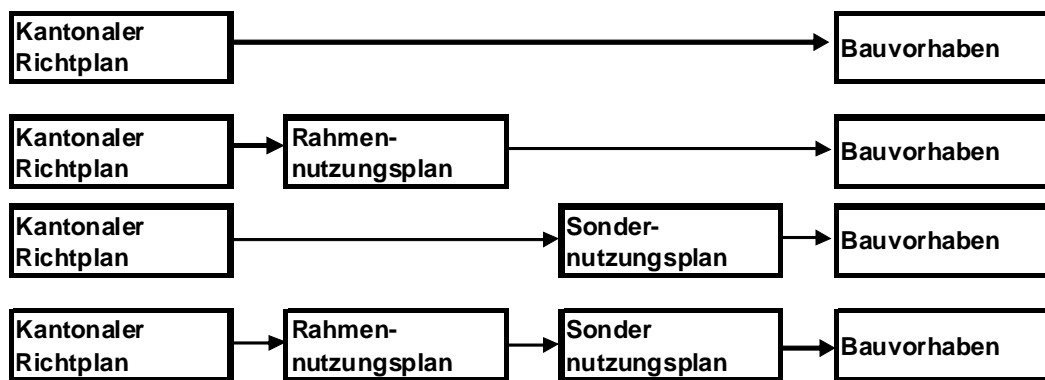 Kantonaler
Richtplan
Bauvorhaben
Kantonaler
Richtplan
Rahmen-
nutzungsplan
Bauvorhaben
Kantonaler
Richtplan
Sonder-
nutzungsplan
Bauvorhaben
Kantonaler
Richtplan
Rahmen-
nutzungsplan
Sonder
nutzungsplan
Bauvorhaben